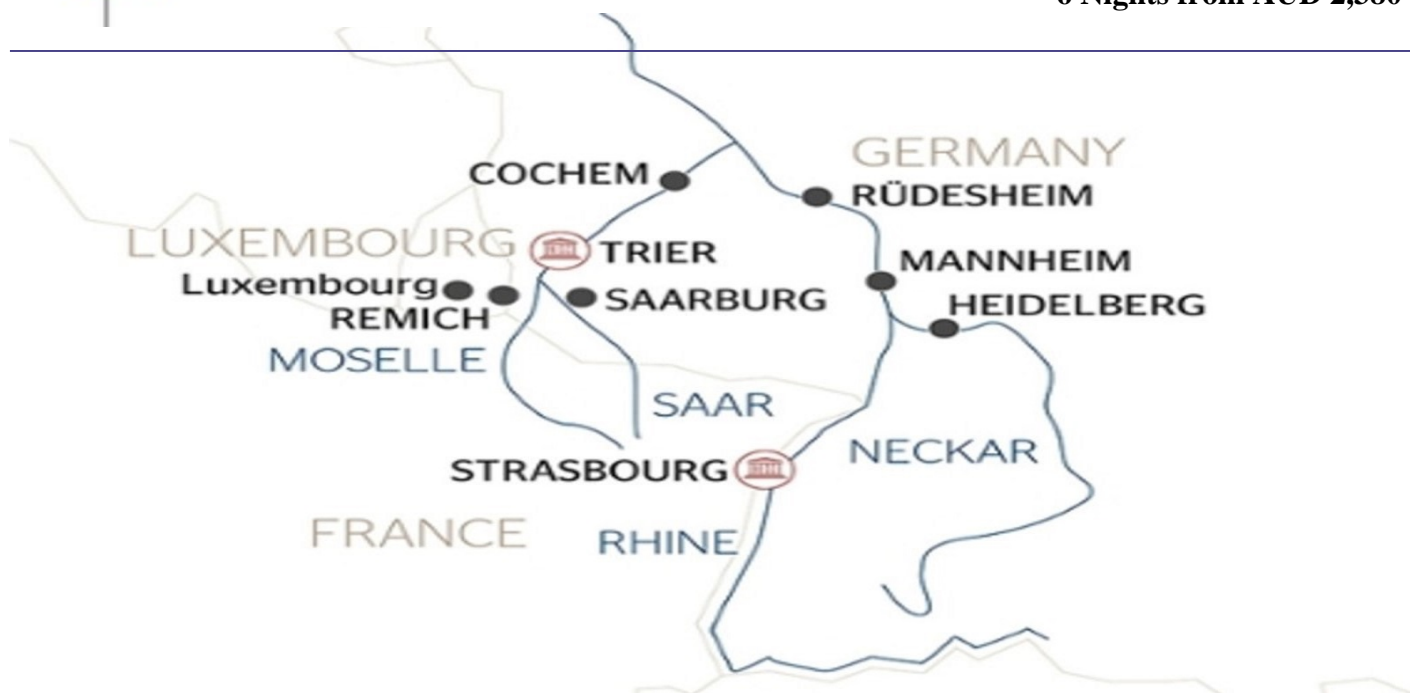 GERMANY
COCHEM
RÜDESHEIM
LUXEMBOURG
TRIER
MANNHEIM
Luxembourg
REMICH
SAARBURG
HEIDELBERG
MOSELLE
SAAR
NECKAR
STRASBOURG
FRANCE
RHINE